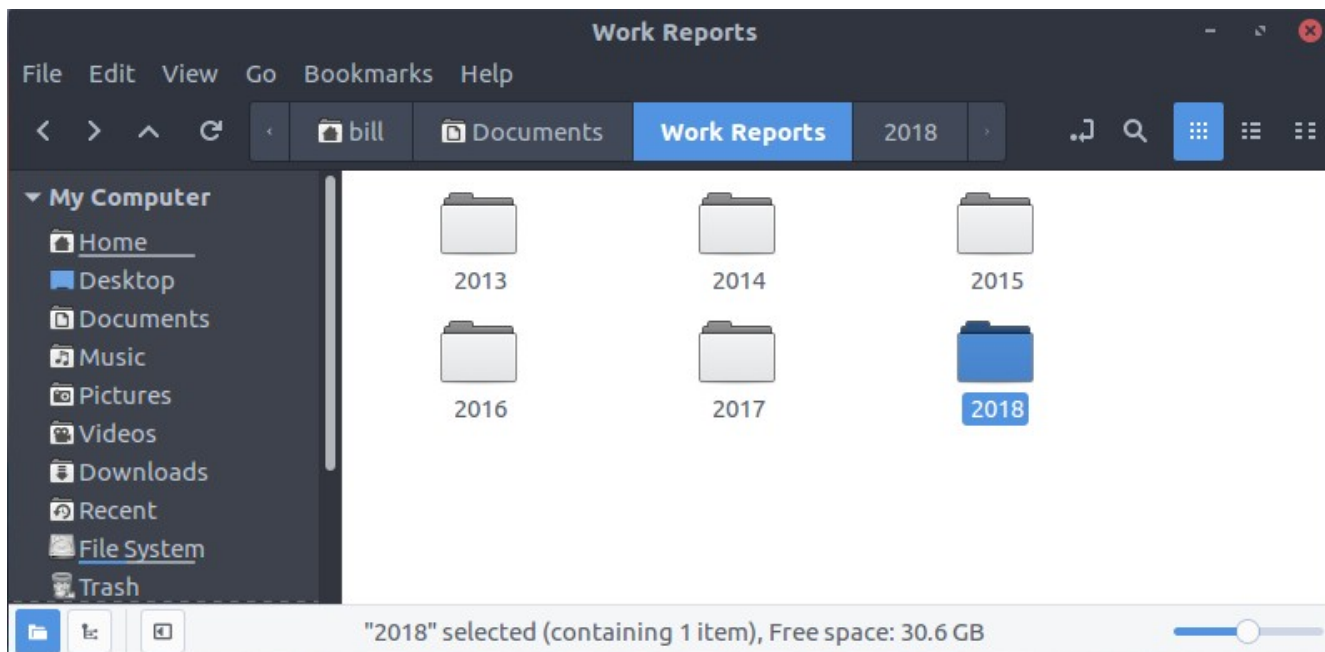 Work Reports
File Edit View Go Bookmarks Help
bill Documents Work Reports 2018
My Computer
Home
Desktop
Documents
Music
Pictures
Videos
Downloads
Recent
File System
Trash
2013 2014 2015
2016 2017 2018
"2018" selected (containing 1 item), Free space: 30.6 GB